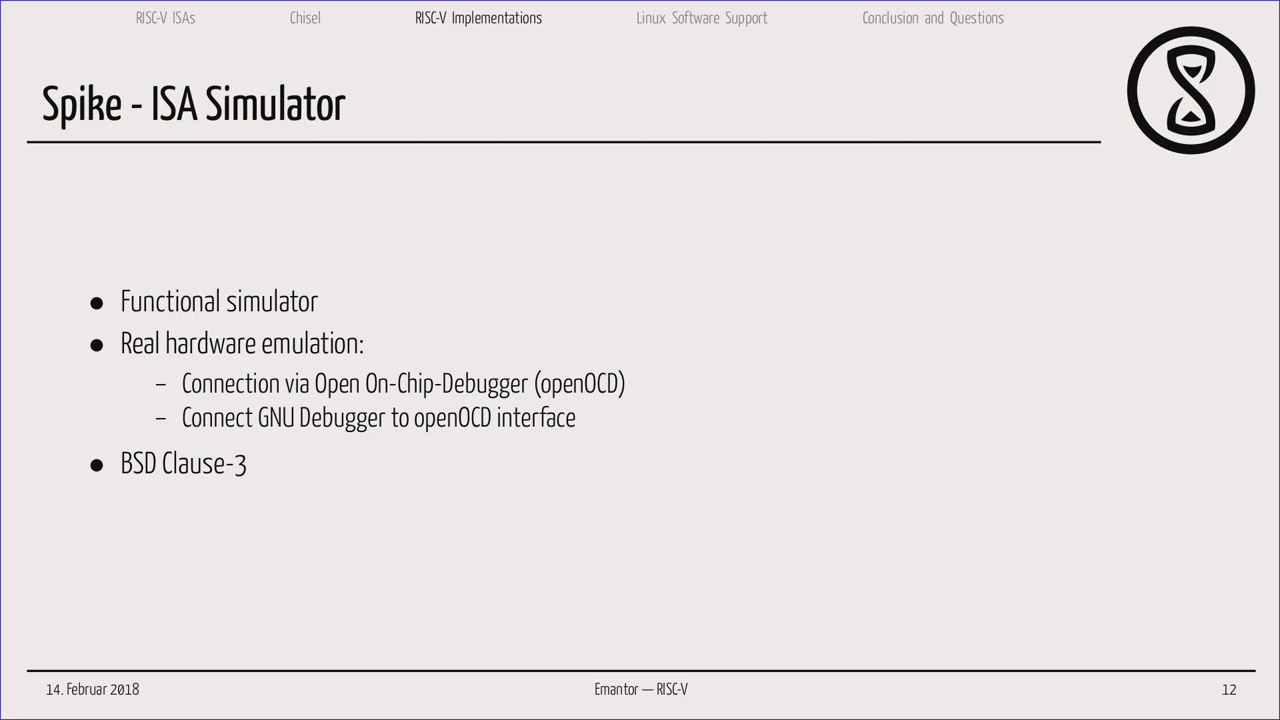 RISC-V ISAs Chisel RISC-V Implementations Linux Software Support Conclusion and Questions
Spike - ISA Simulator
● Functional simulator
● Real hardware emulation:
– Connection via Open On-Chip-Debugger (openOCD)
– Connect GNU Debugger to openOCD interface
● BSD Clause-3
14. Februar 2018 Emantor — RISC-V 12